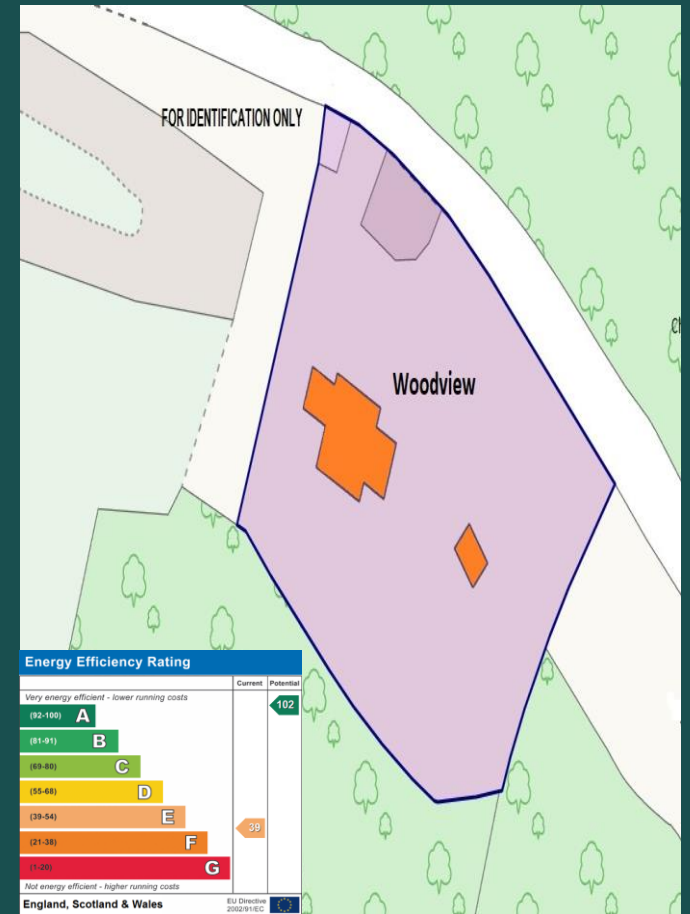 FOR IDENTIFICATION ONLY
Woodview
Energy Efficiency Rating
Current Potential
Very energy efficient - lower running costs
(92-100) A
102
(81-91) B
(69-80) C
(55-68) D
(39-54) E
39
(21-38) F
(1-20) G
Not energy efficient - higher running costs
England, Scotland & Wales
EU Directive
2002/91/EC